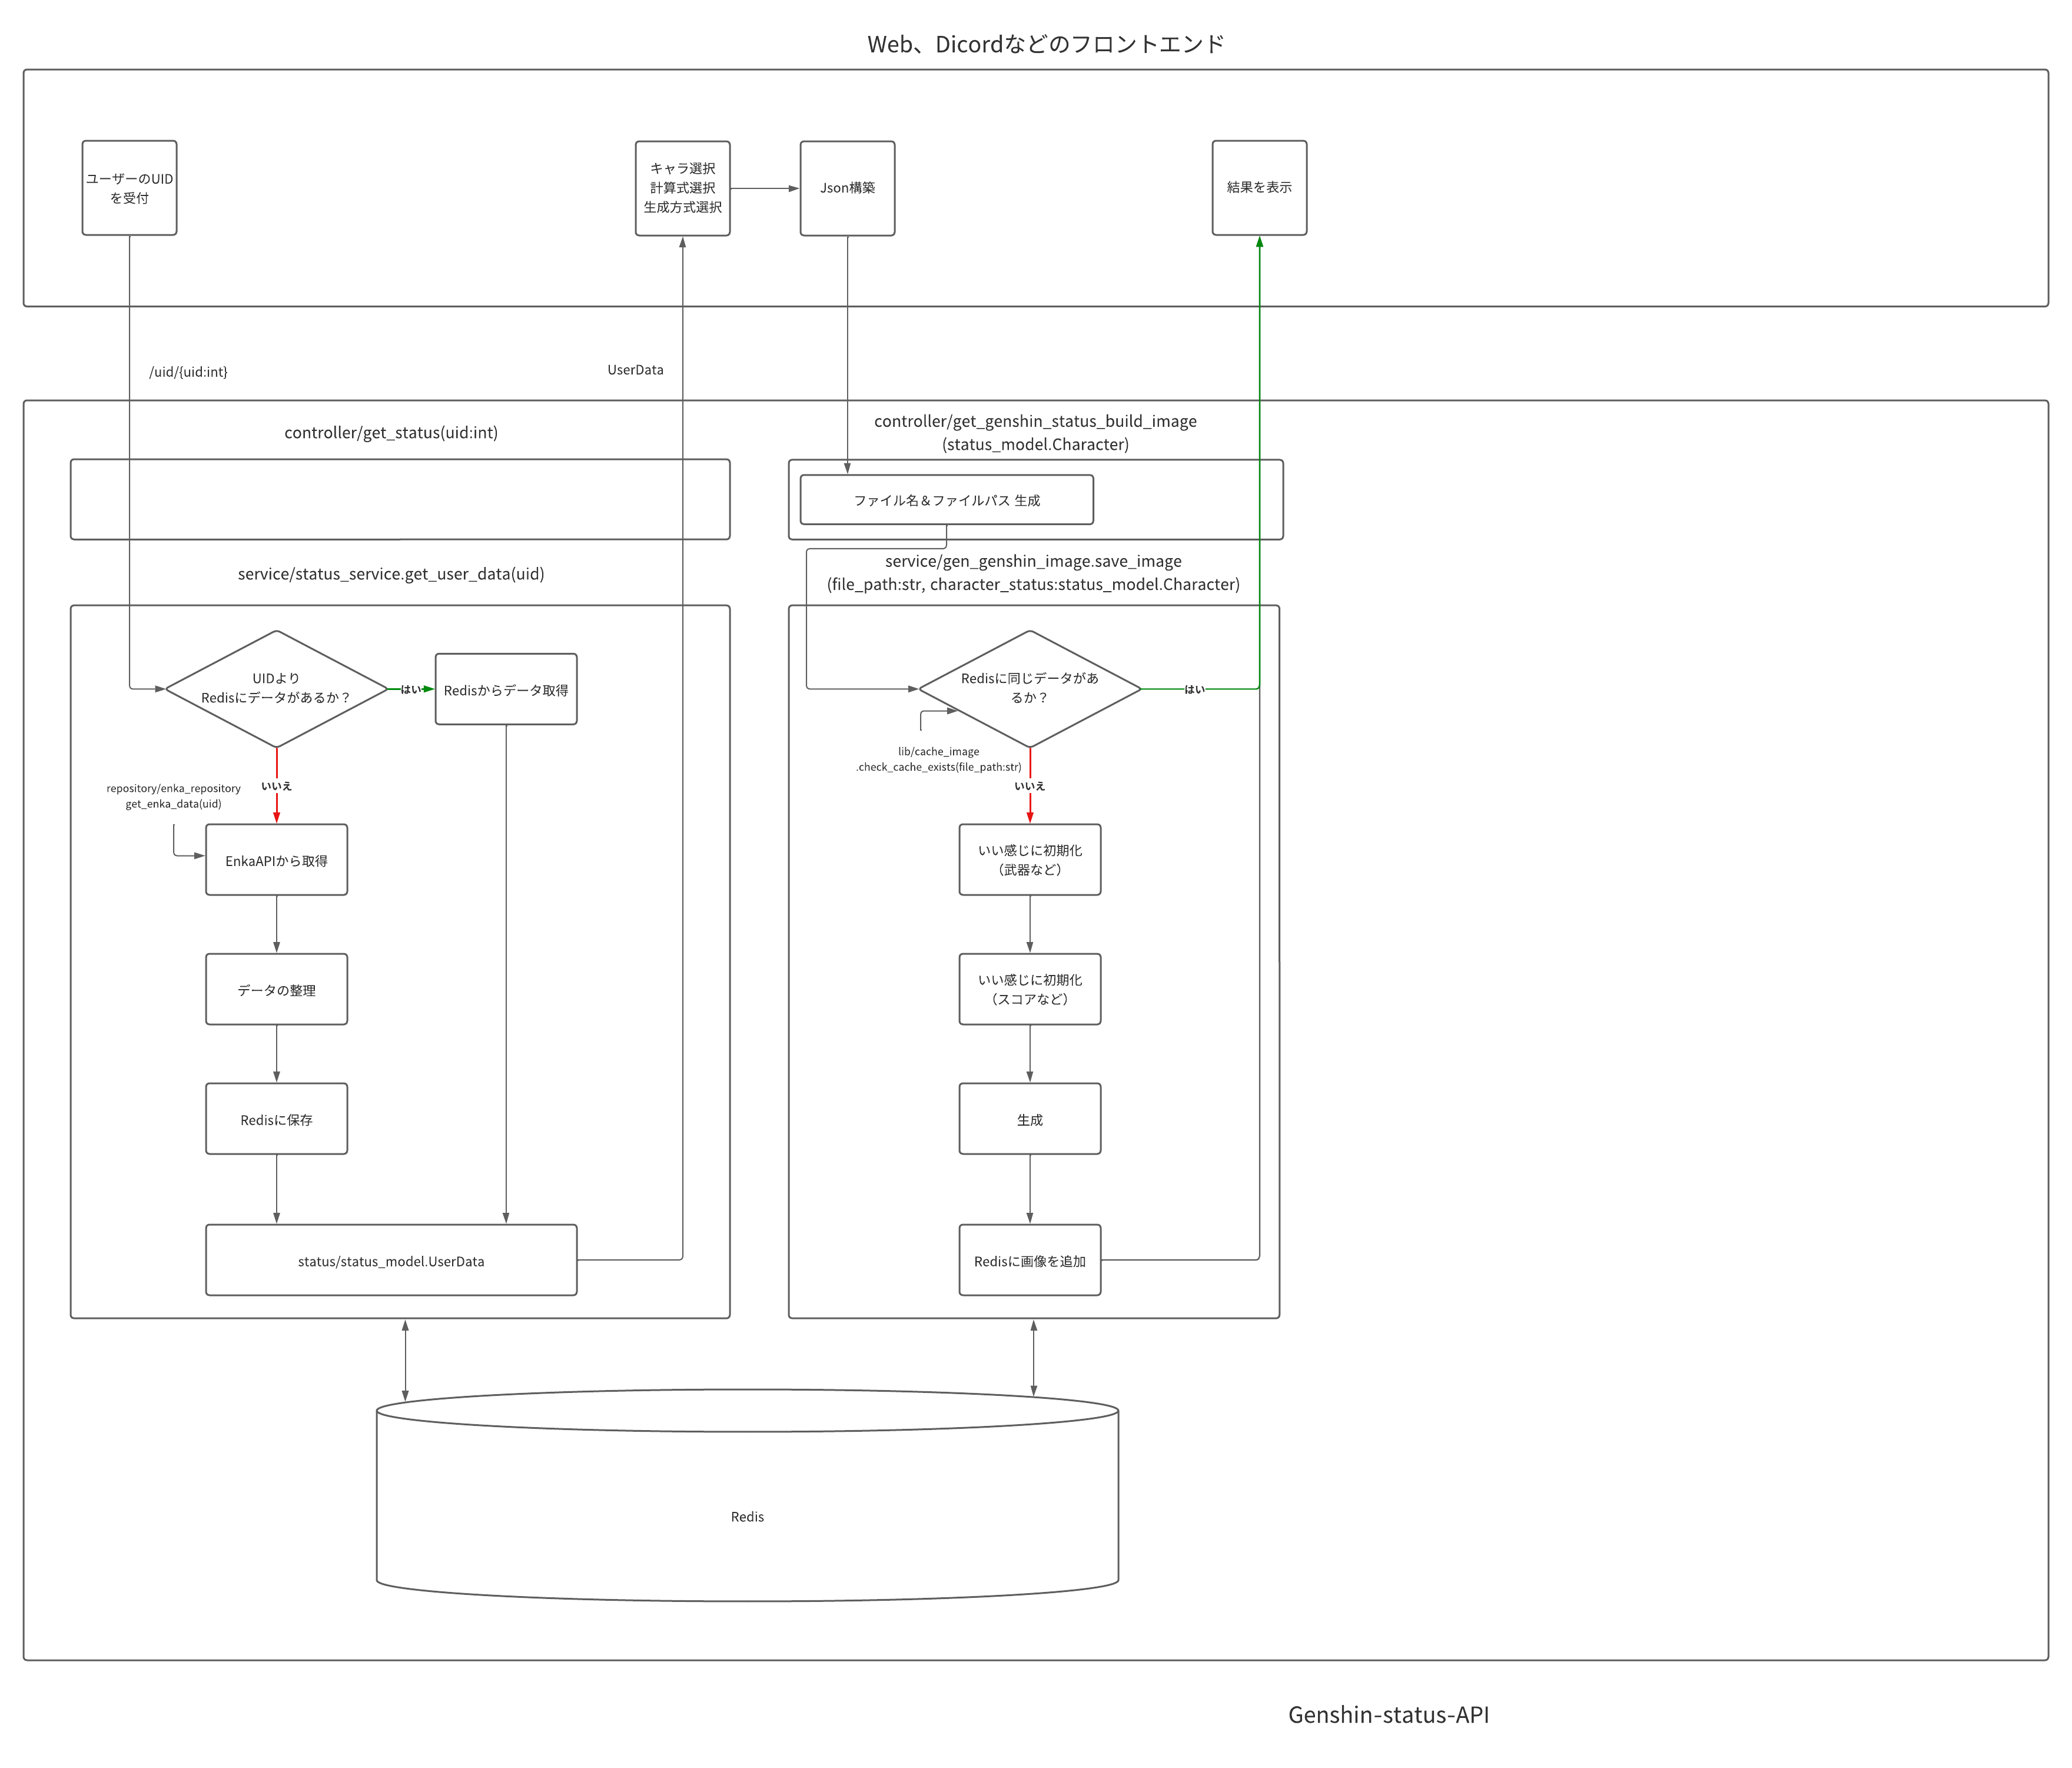 Web、Dicordなどのフロントエンド
ユーザーのUID
を受付
キャラ選択
計算式選択
生成方式選択
Json構築
結果を表示
/uid/{uid:int}
UserData
controller/get_status(uid:int)
controller/get_genshin_status_build_image
(status_model.Character)
ファイル名＆ファイルパス 生成
service/status_service.get_user_data(uid)
service/gen_genshin_image.save_image
(file_path:str, character_status:status_model.Character)
UIDより
Redisにデータがあるか？
はい
Redisからデータ取得
Redisに同じデータがあ
るか？
はい
lib/cache_image
.check_cache_exists(file_path:str)
いいえ
いいえ
repository/enka_repository
get_enka_data(uid)
EnkaAPIから取得
いい感じに初期化
（武器など）
データの整理
いい感じに初期化
（スコアなど）
Redisに保存
生成
status/status_model.UserData
Redisに画像を追加
Redis
Genshin-status-API